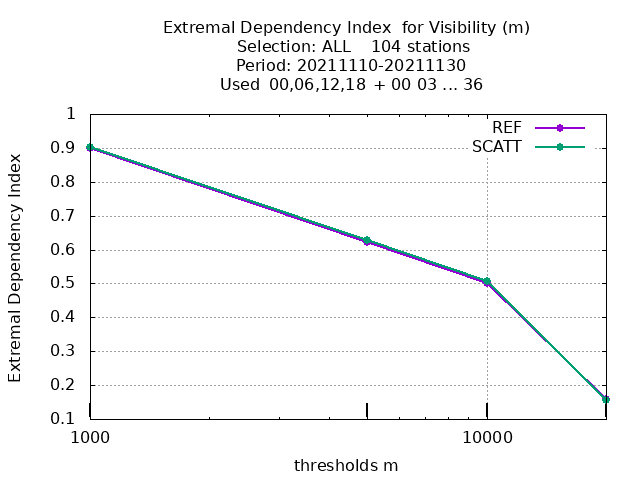 Extremal Dependency Index  for Visibility (m)
Selection: ALL    104 stations
Period: 20211110-20211130
Used  00,06,12,18  + 00 03 ... 36
REF
SCATT
Extremal Dependency Index
1
0.9
0.8
0.7
0.6
0.5
0.4
0.3
0.2
0.1
1000
10000
thresholds m